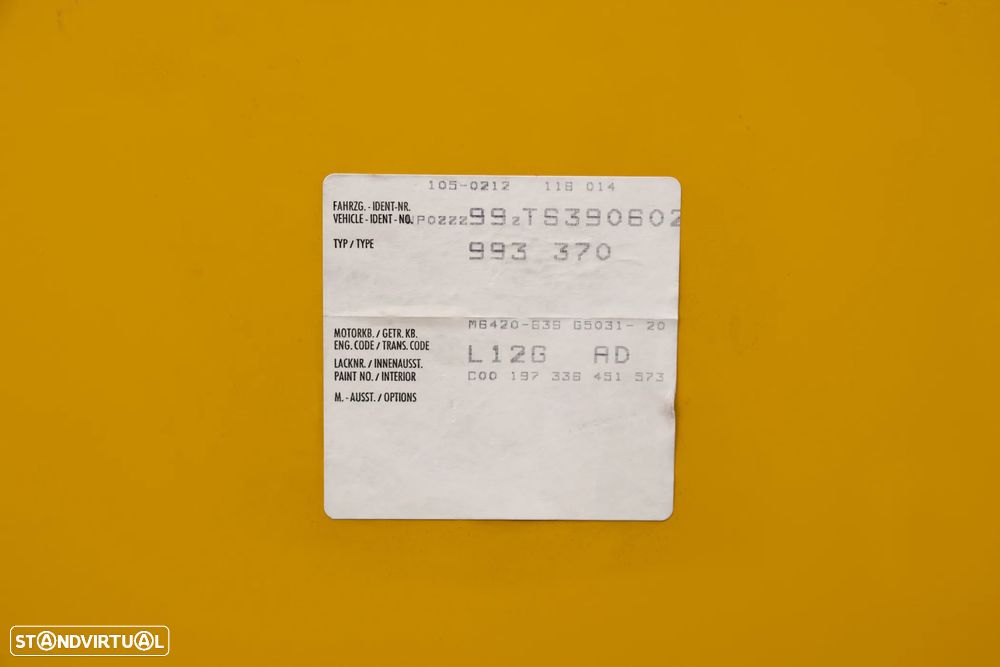 105-0212 118 014
FAHRZG. - IDENT-NR.
VEHICLE - IDENT - NO. WP0ZZZ99ZTS390602
TYP / TYPE 993 370
M6420-638 G5031- 20
MOTORKB. / GETR. KB.
ENG. CODE / TRANS. CODE L12G AD
LACKNR. / INNENAUSST.
PAINT NO. / INTERIOR C00 197 336 451 573
M. - AUSST. / OPTIONS
STANDVIRTUAL